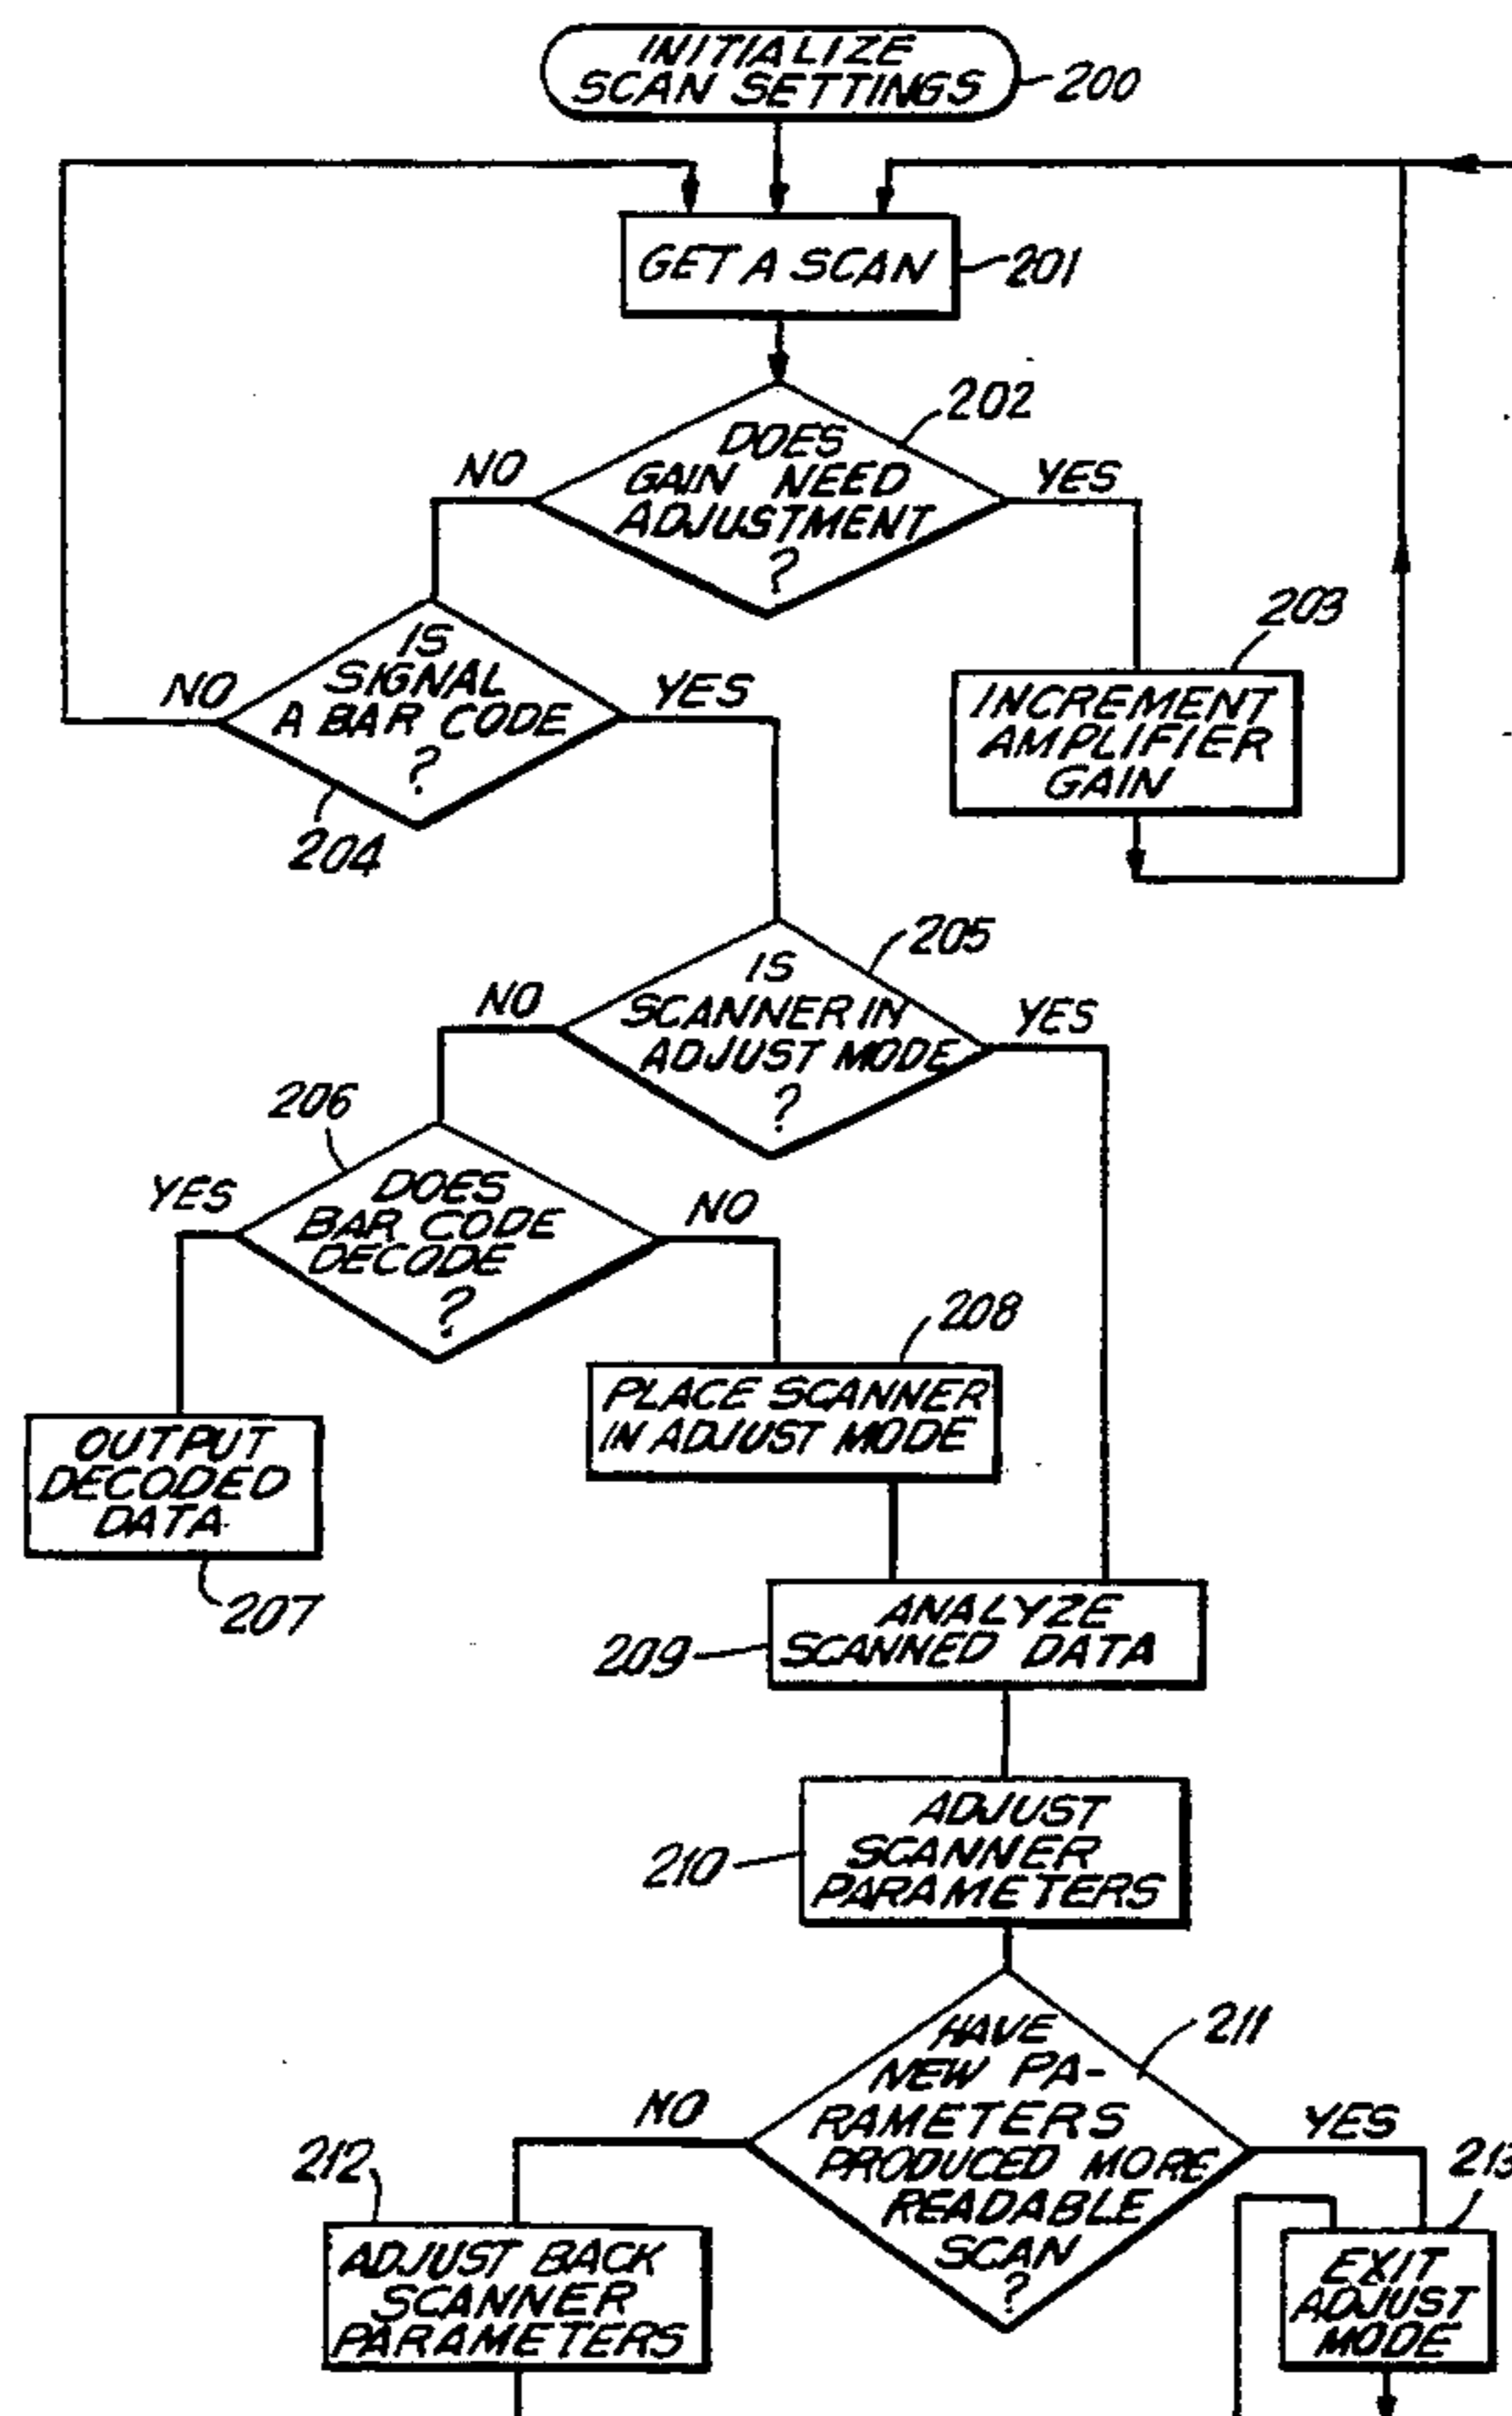 INITIALIZE
SCAN SETTINGS
200
GET A SCAN
201
202
DOES
GAIN NEED
ADJUSTMENT
?
NO
YES
203
INCREMENT
AMPLIFIER
GAIN
IS
SIGNAL
A BAR CODE
?
NO
YES
204
205
IS
SCANNER IN
ADJUST MODE
?
NO
YES
206
DOES
BAR CODE
DECODE
?
YES
NO
208
PLACE SCANNER
IN ADJUST MODE
OUTPUT
DECODED
DATA
207
ANALYZE
SCANNED DATA
209
ADJUST
SCANNER
PARAMETERS
210
HAVE
NEW PA-
RAMETERS
PRODUCED MORE
READABLE
SCAN
?
211
NO
YES
212
213
ADJUST BACK
SCANNER
PARAMETERS
EXIT
ADJUST
MODE